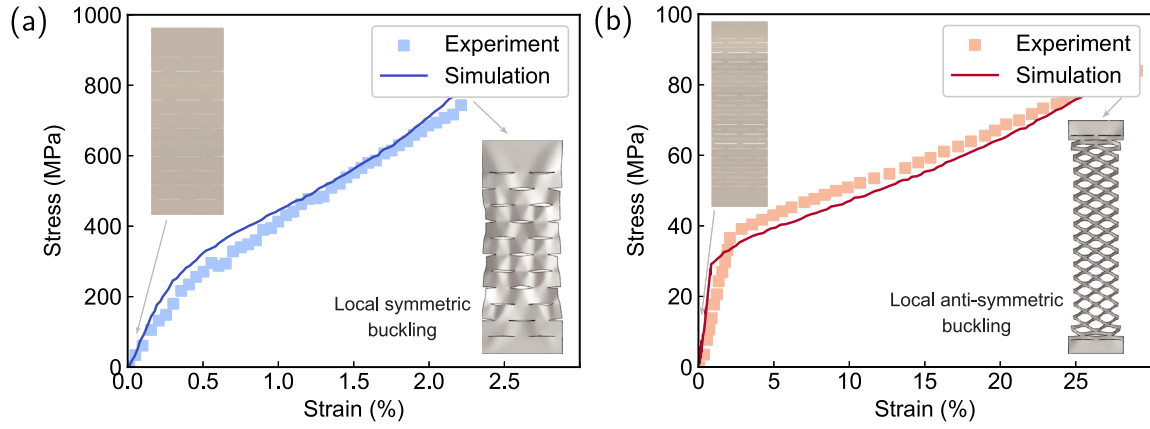 (a)
1000
800
600
400
200
0
Stress (MPa)
0.0 0.5 1.0 1.5 2.0 2.5
Strain (%)
Experiment
Simulation
Local symmetric
buckling
(b)
100
80
60
40
20
0
Stress (MPa)
0 5 10 15 20 25
Strain (%)
Experiment
Simulation
Local anti-symmetric
buckling